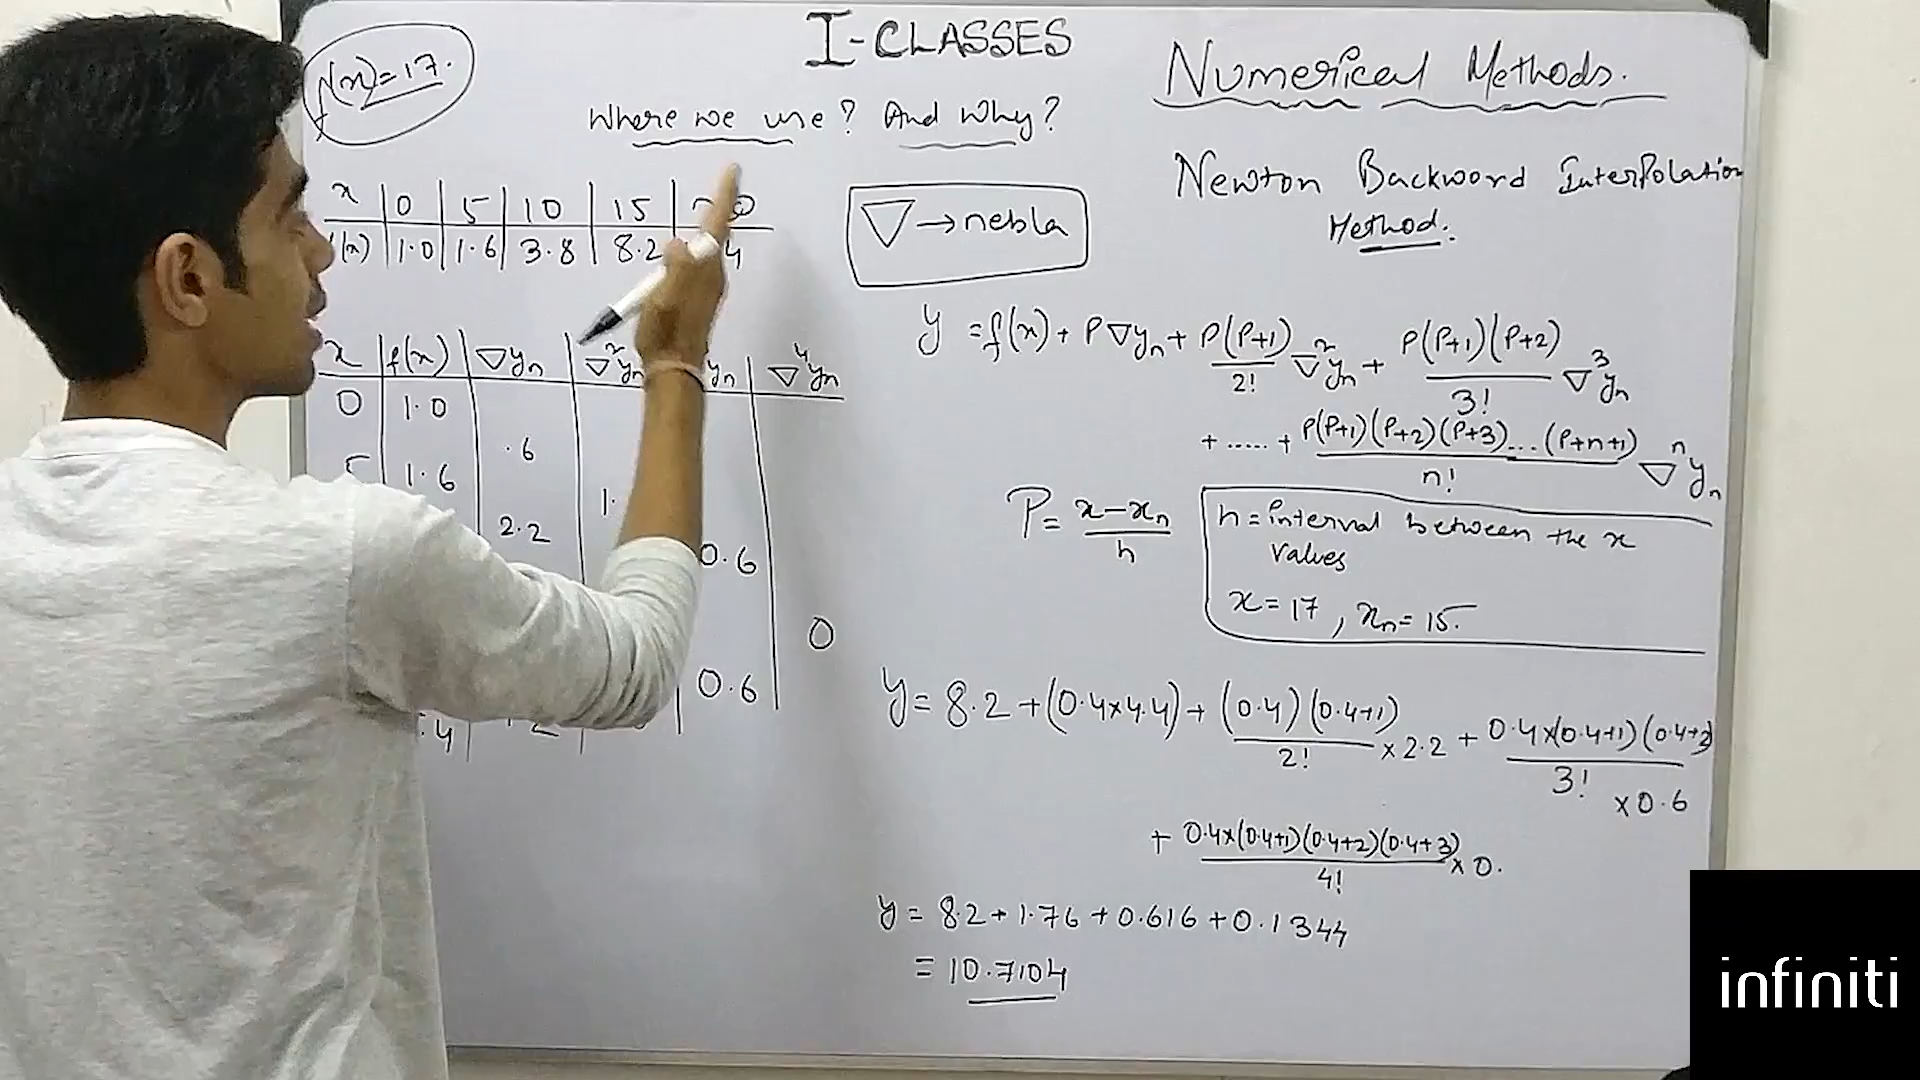 I-CLASSES
f(x)=17.
Where we use? And Why?
Numerical Methods.
Newton Backword Interpolation
Method.
x 0 5 10 15
f(x) 1.0 1.6 3.8 8.2 4
▽→nebla
y = f(x) + P▽yₙ + P(P+1)/2! ▽²yₙ + P(P+1)(P+2)/3! ▽³yₙ
+ ..... + P(P+1)(P+2)(P+3)...(P+n+1)/n! ▽ⁿyₙ
P = x-xₙ/h
h = interval between the x
values
x = 17 , xₙ = 15.
x f(x) ▽yₙ ▽²yₙ yₙ ▽⁴yₙ
0 1.0
.6
5 1.6
1.
2.2
0.6
0
0.6
.4
y = 8.2 + (0.4×4.4) + (0.4)(0.4+1)/2! ×2.2 + 0.4×(0.4+1)(0.4+2)/3! ×0.6
+ 0.4×(0.4+1)(0.4+2)(0.4+3)/4! ×0.
y = 8.2 + 1.76 + 0.616 + 0.1344
= 10.7104
infiniti